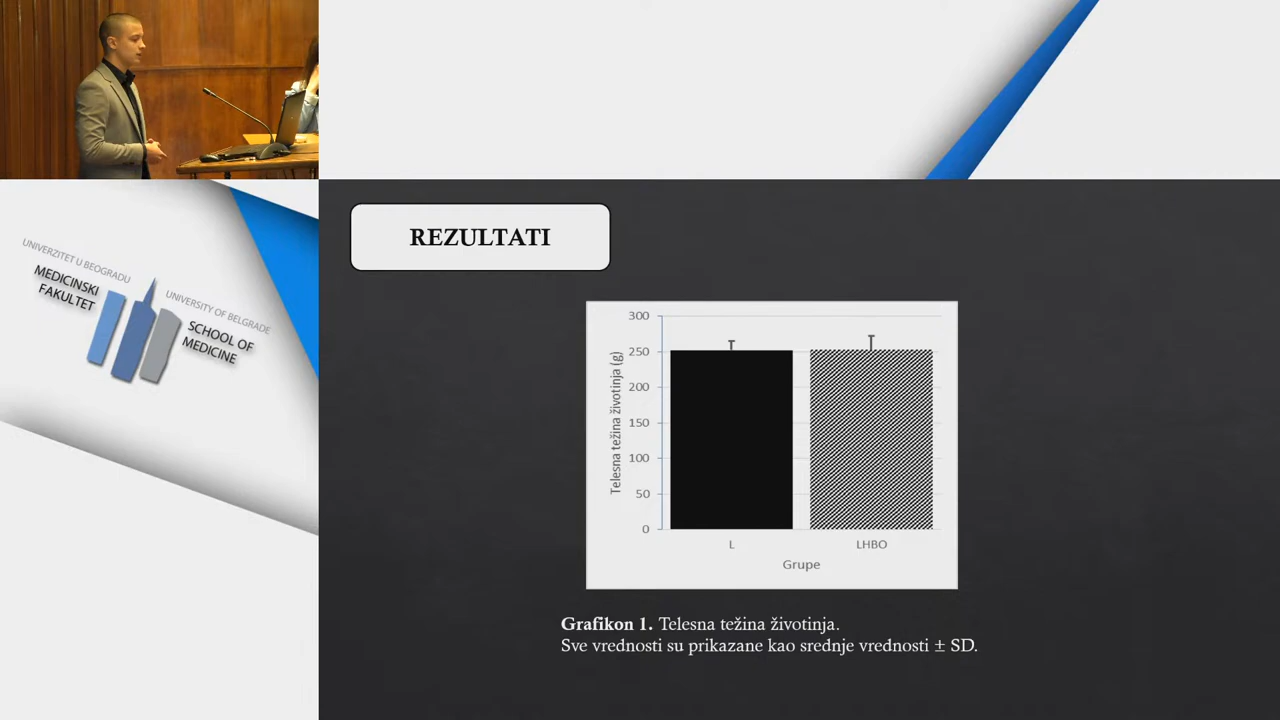 UNIVERZITET U BEOGRADU
MEDICINSKI
FAKULTET
UNIVERSITY OF BELGRADE
SCHOOL OF
MEDICINE
REZULTATI
Telesna težina životinja (g)
300
250
200
150
100
50
0
L
LHBO
Grupe
Grafikon 1. Telesna težina životinja.
Sve vrednosti su prikazane kao srednje vrednosti ± SD.